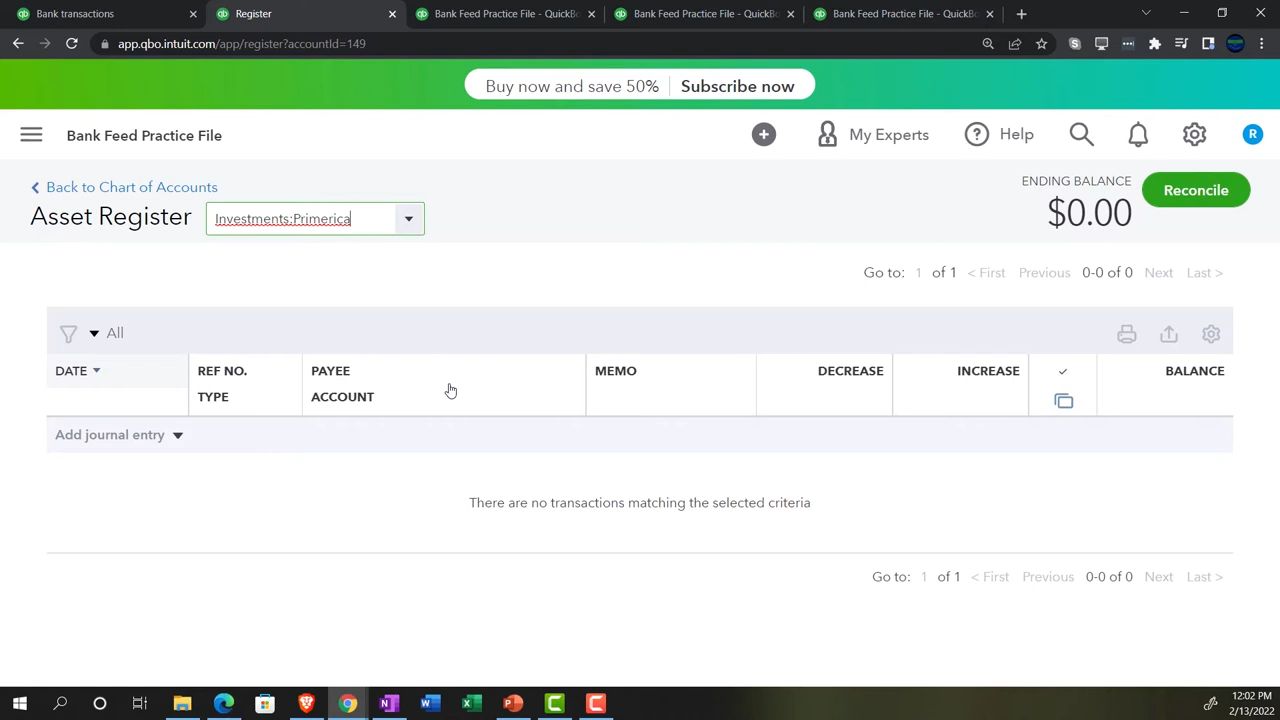 Bank transactions
Register
Bank Feed Practice File - QuickBo
Bank Feed Practice File - QuickBo
Bank Feed Practice File - QuickBo
app.qbo.intuit.com/app/register?accountId=149
Buy now and save 50% Subscribe now
Bank Feed Practice File
My Experts
Help
R
Back to Chart of Accounts
Asset Register
Investments:Primerica
ENDING BALANCE
$0.00
Reconcile
Go to: 1 of 1 < First Previous 0-0 of 0 Next Last >
All
DATE
REF NO.
TYPE
PAYEE
ACCOUNT
MEMO
DECREASE
INCREASE
BALANCE
Add journal entry
There are no transactions matching the selected criteria
Go to: 1 of 1 < First Previous 0-0 of 0 Next Last >
12:02 PM
2/13/2022